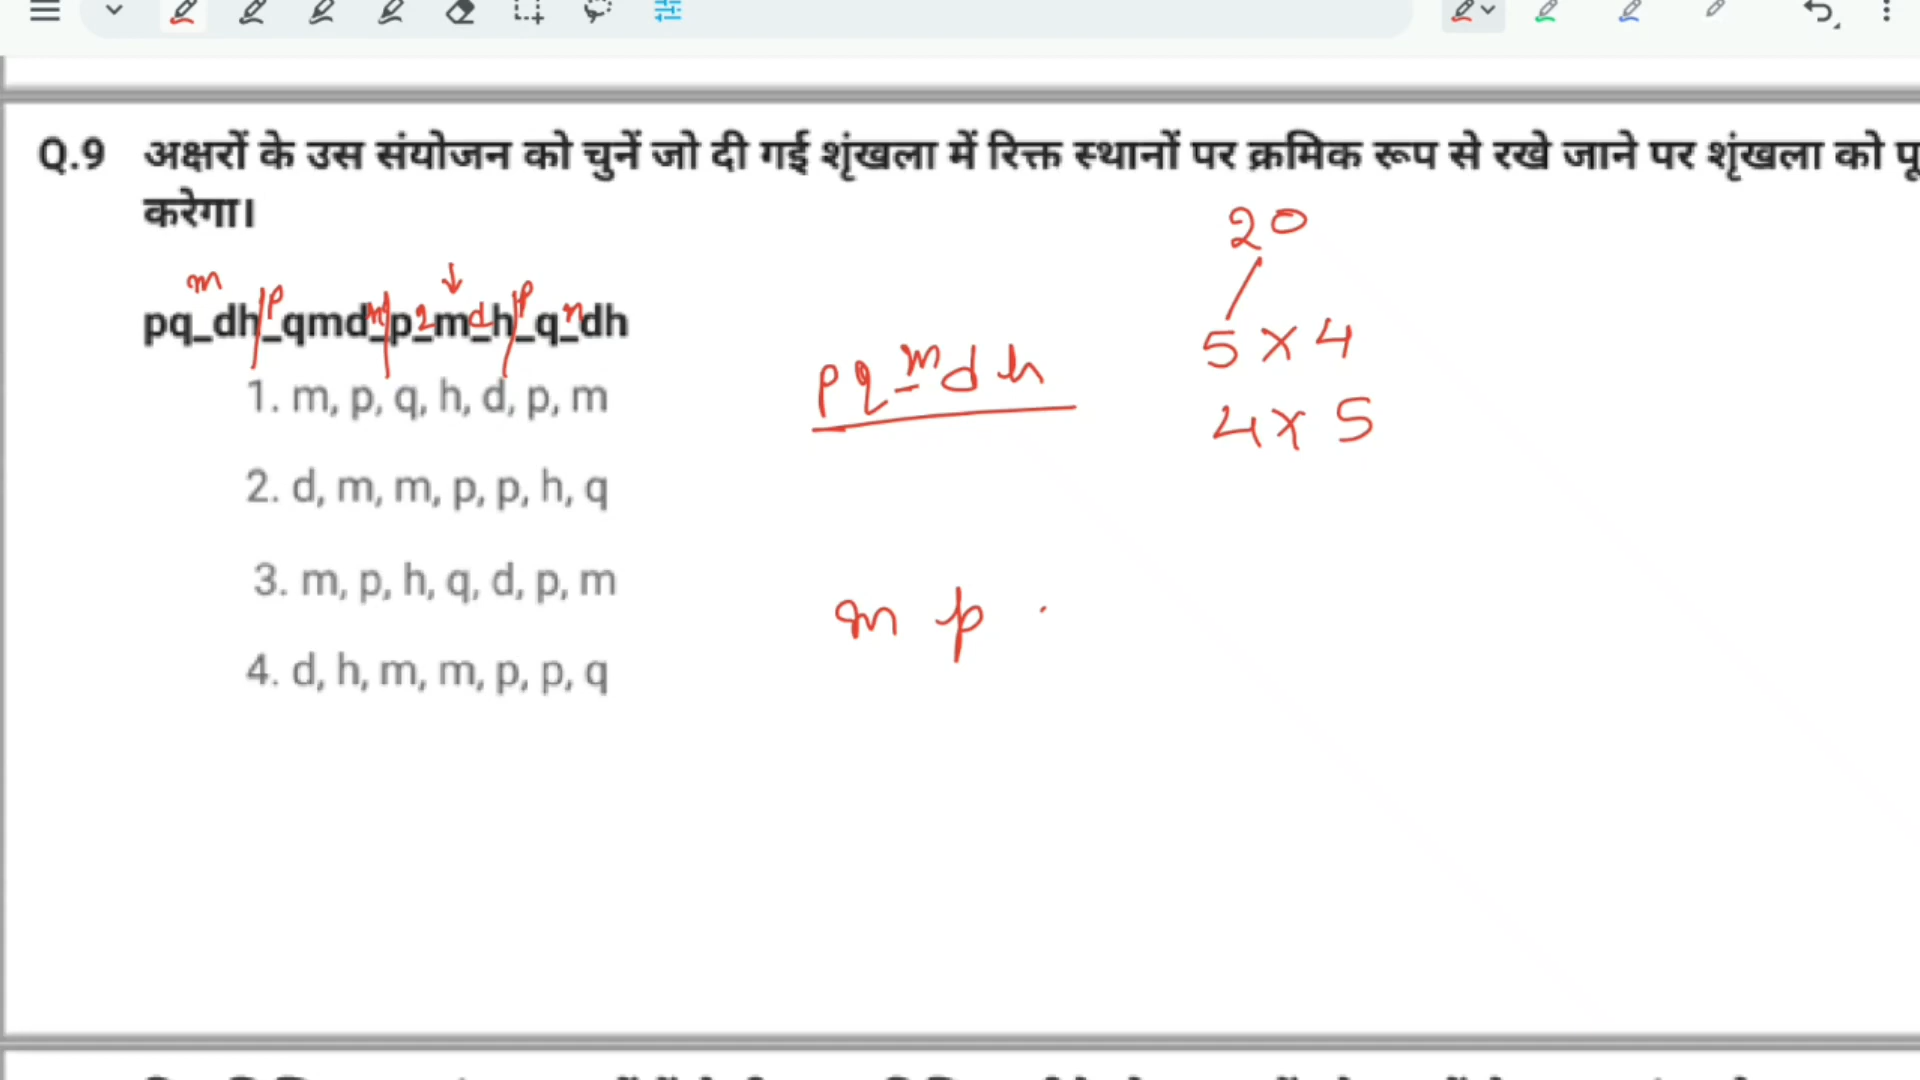 Q.9 अक्षरों के उस संयोजन को चुनें जो दी गई शृंखला में रिक्त स्थानों पर क्रमिक रूप से रखे जाने पर शृंखला को पू
करेगा।
20
m p q d p
pq_dh_qmd_p_m_h_q_dh
5 x 4
pq m d h
1. m, p, q, h, d, p, m
4 x 5
2. d, m, m, p, p, h, q
3. m, p, h, q, d, p, m
m p
4. d, h, m, m, p, p, q